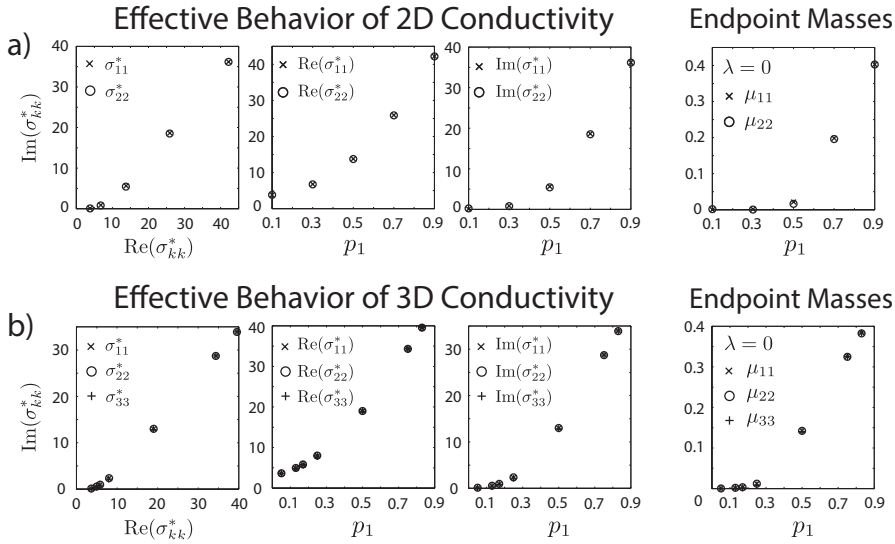 Effective Behavior of 2D Conductivity
Endpoint Masses
a)
Im(σ*kk)
40
30
20
10
0
× σ*11
○ σ*22
0 10 20 30 40
Re(σ*kk)
40
30
20
10
0
× Re(σ*11)
○ Re(σ*22)
0.1 0.3 0.5 0.7 0.9
p1
30
20
10
0
× Im(σ*11)
○ Im(σ*22)
0.1 0.3 0.5 0.7 0.9
p1
0.4
0.3
0.2
0.1
0
λ = 0
× μ11
○ μ22
0.1 0.3 0.5 0.7 0.9
p1
Effective Behavior of 3D Conductivity
Endpoint Masses
b)
Im(σ*kk)
30
20
10
0
× σ*11
○ σ*22
+ σ*33
0 10 20 30 40
Re(σ*kk)
40
30
20
10
0
× Re(σ*11)
○ Re(σ*22)
+ Re(σ*33)
0.1 0.3 0.5 0.7 0.9
p1
30
20
10
0
× Im(σ*11)
○ Im(σ*22)
+ Im(σ*33)
0.1 0.3 0.5 0.7 0.9
p1
0.4
0.3
0.2
0.1
0
λ = 0
× μ11
○ μ22
+ μ33
0.1 0.3 0.5 0.7 0.9
p1